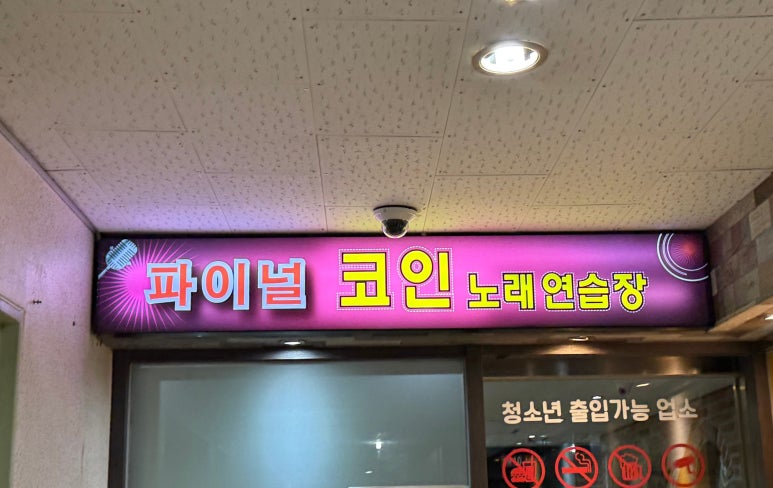 파이널 코인 노래연습장
청소년 출입가능 업소